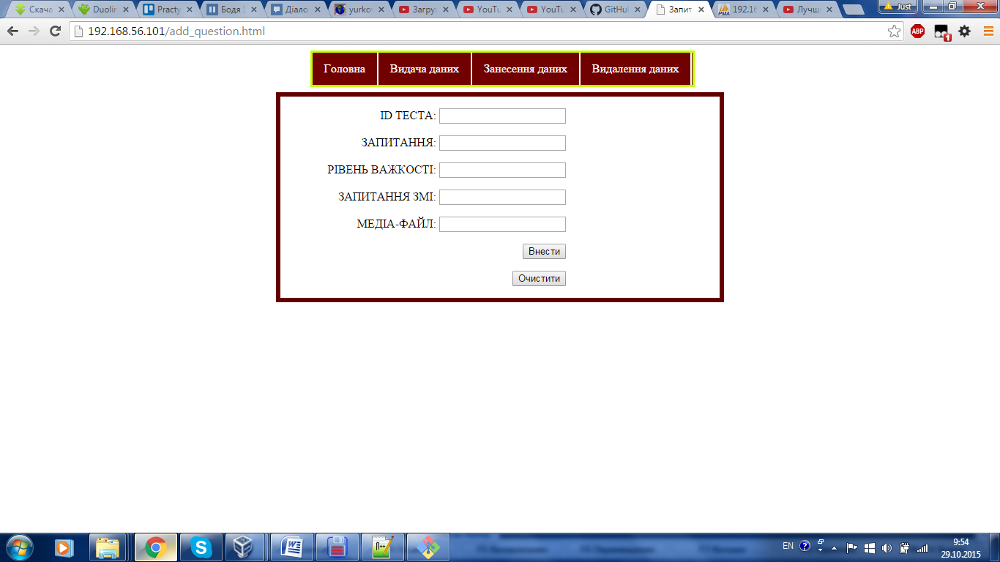 Скача Duolin Practy Бодя Діало yurko Загруз YouTu YouTu GitHul Запит 192.16 Лучш Just
192.168.56.101/add_question.html
Головна Видача даних Занесення даних Видалення даних
ID ТЕСТА:
ЗАПИТАННЯ:
РІВЕНЬ ВАЖКОСТІ:
ЗАПИТАННЯ ЗМІ:
МЕДІА-ФАЙЛ:
Внести
Очистити
EN 9:54
29.10.2015